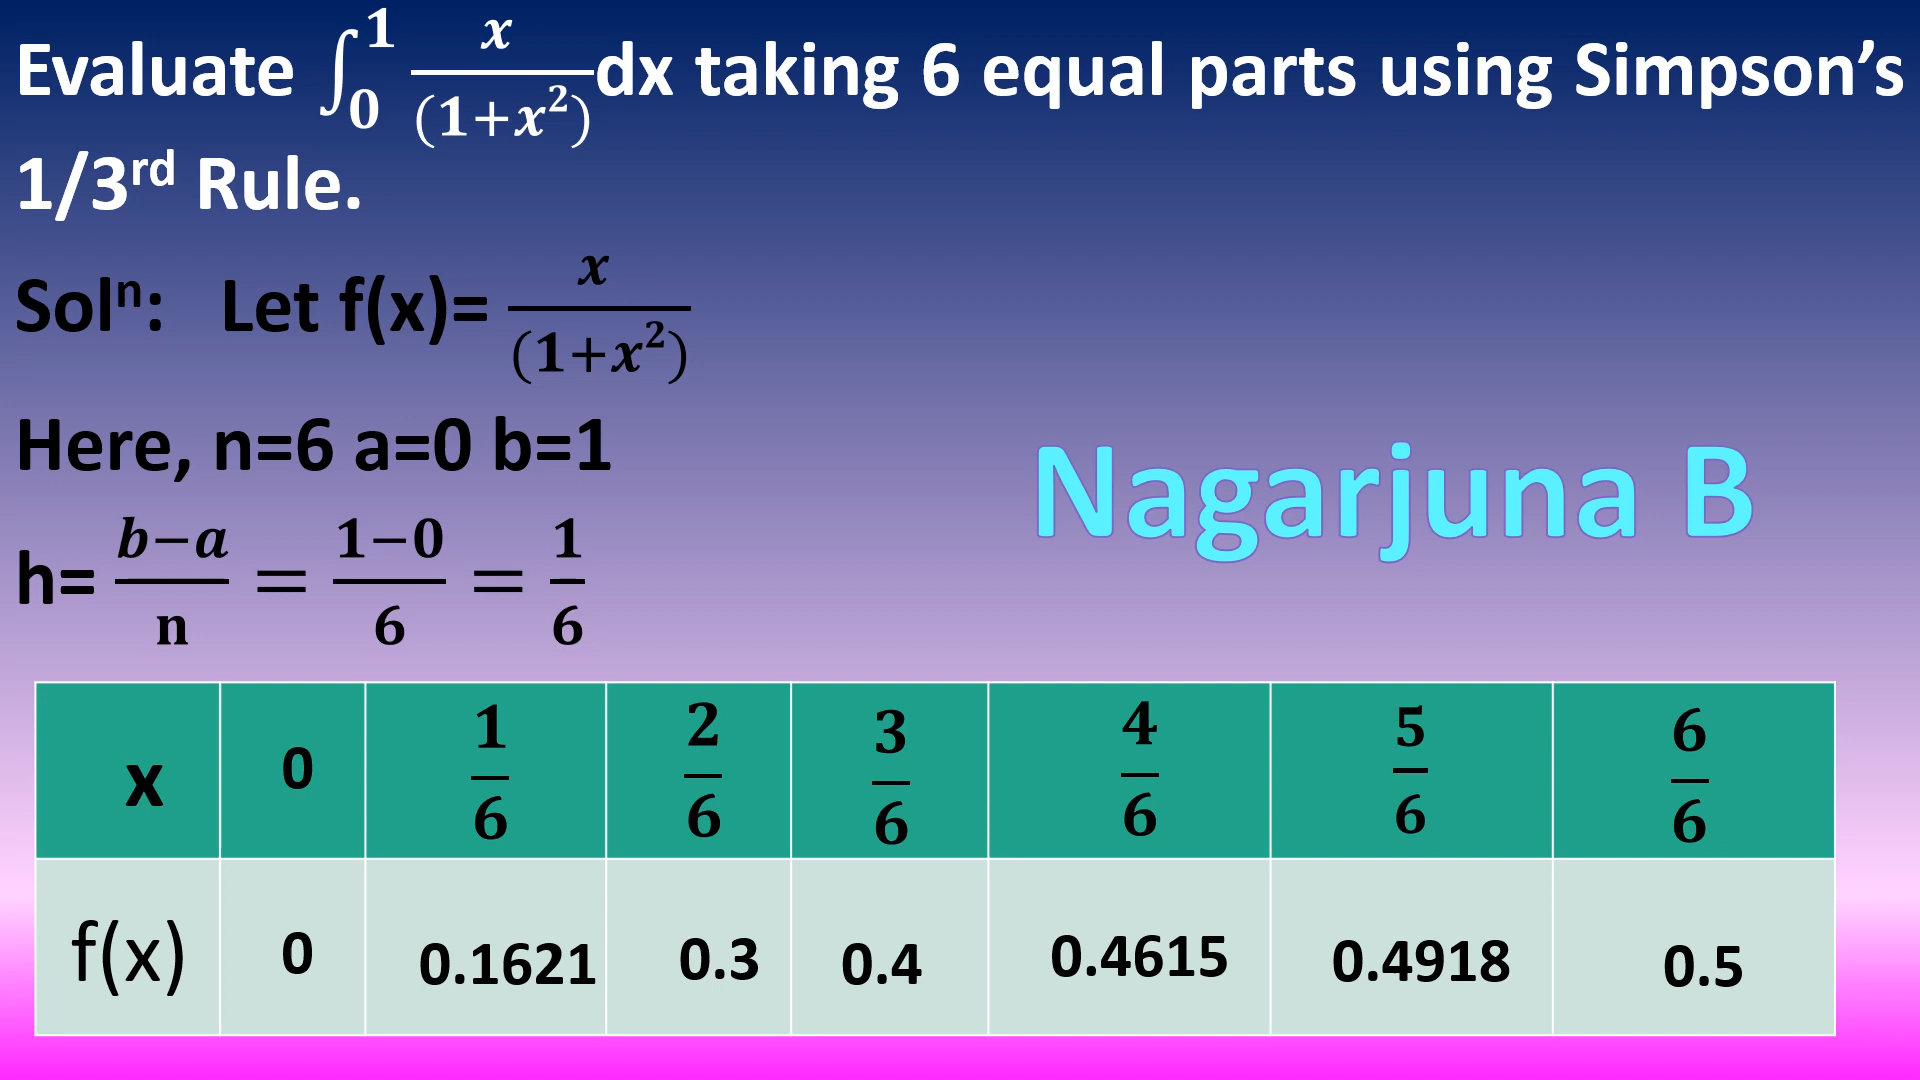 Evaluate ∫₀¹ x/(1+x²) dx taking 6 equal parts using Simpson’s
1/3ʳᵈ Rule.
Solⁿ: Let f(x)= x/(1+x²)
Here, n=6 a=0 b=1
h= (b−a)/n = (1−0)/6 = 1/6
Nagarjuna B
x 0 1/6 2/6 3/6 4/6 5/6 6/6
f(x) 0 0.1621 0.3 0.4 0.4615 0.4918 0.5